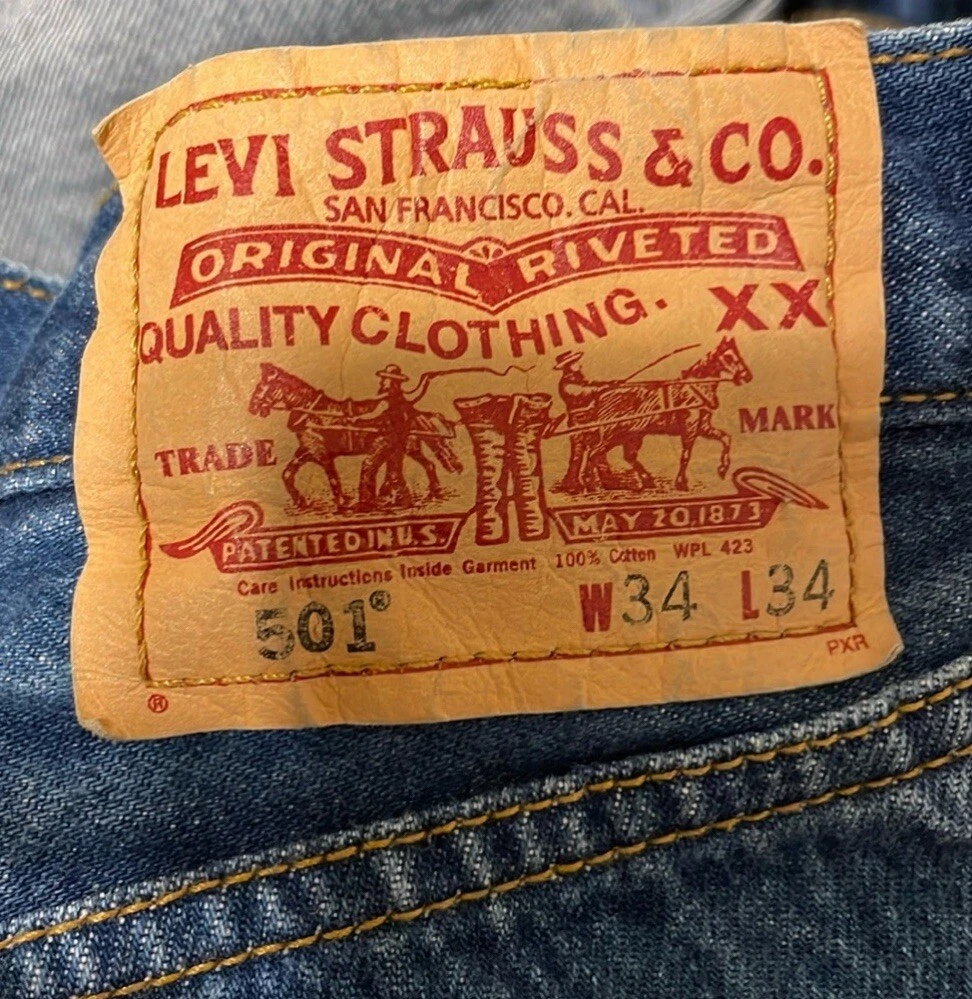 LEVI STRAUSS & CO.
SAN FRANCISCO. CAL.
ORIGINAL RIVETED
QUALITY CLOTHING. XX
TRADE MARK
PATENTED IN U.S. MAY 20,1873
Care Instructions Inside Garment 100% Cotton WPL 423
501® W34 L34
PXR
®